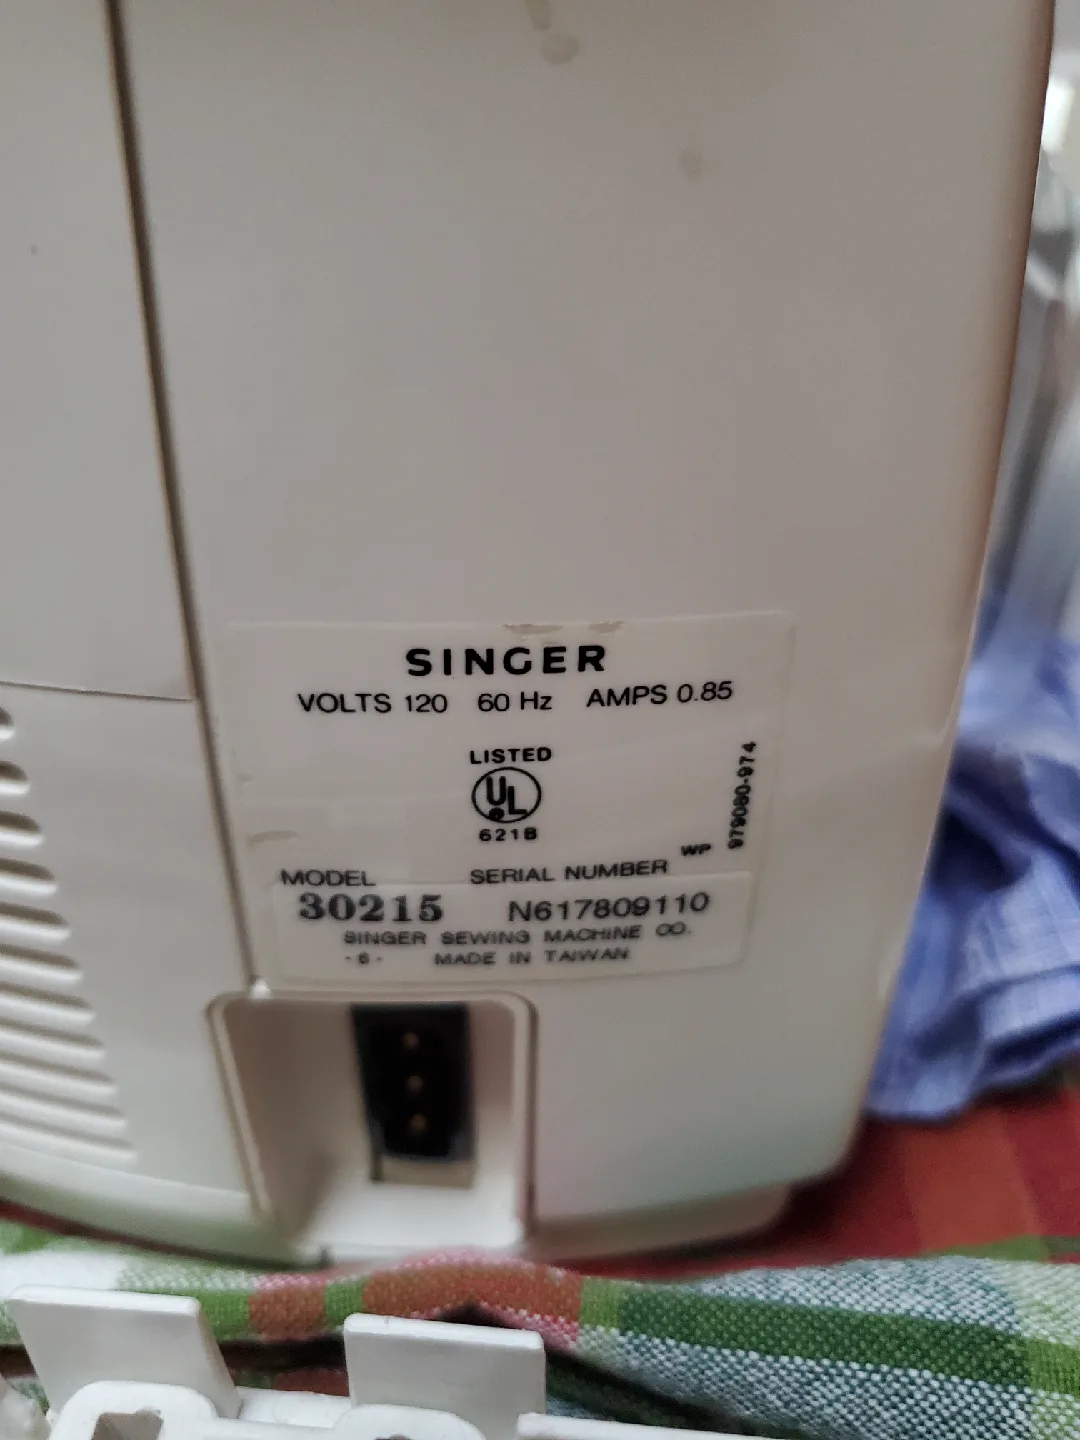 SINGER
VOLTS 120 60 Hz AMPS 0.85
LISTED
UL
621B
979080-974
WP
MODEL SERIAL NUMBER
30215 N617809110
SINGER SEWING MACHINE CO.
- 6 - MADE IN TAIWAN